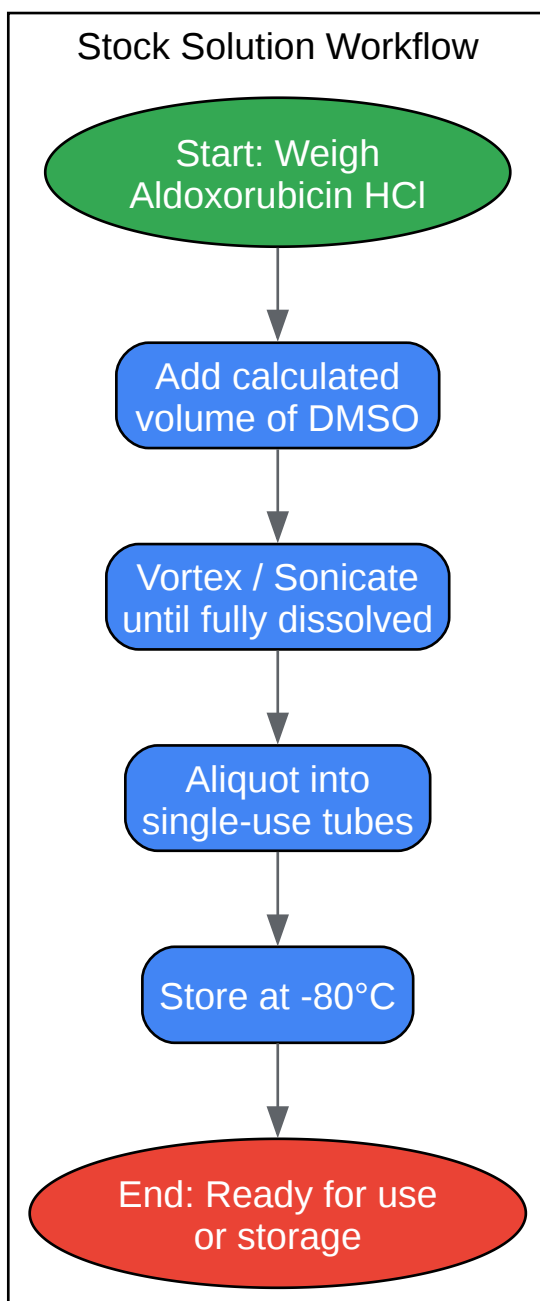 Stock Solution Workflow
Start: Weigh
Aldoxorubicin HCl
Add calculated
volume of DMSO
Vortex / Sonicate
until fully dissolved
Aliquot into
single-use tubes
Store at -80°C
End: Ready for use
or storage